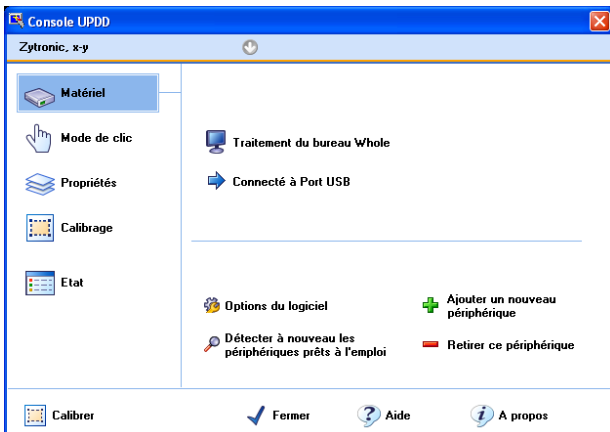 Console UPDD
Zytronic, x-y
Matériel
Mode de clic
Propriétés
Calibrage
Etat
Traitement du bureau Whole
Connecté à Port USB
Options du logiciel
Ajouter un nouveau
périphérique
Détecter à nouveau les
périphériques prêts à l'emploi
Retirer ce périphérique
Calibrer
Fermer
Aide
A propos